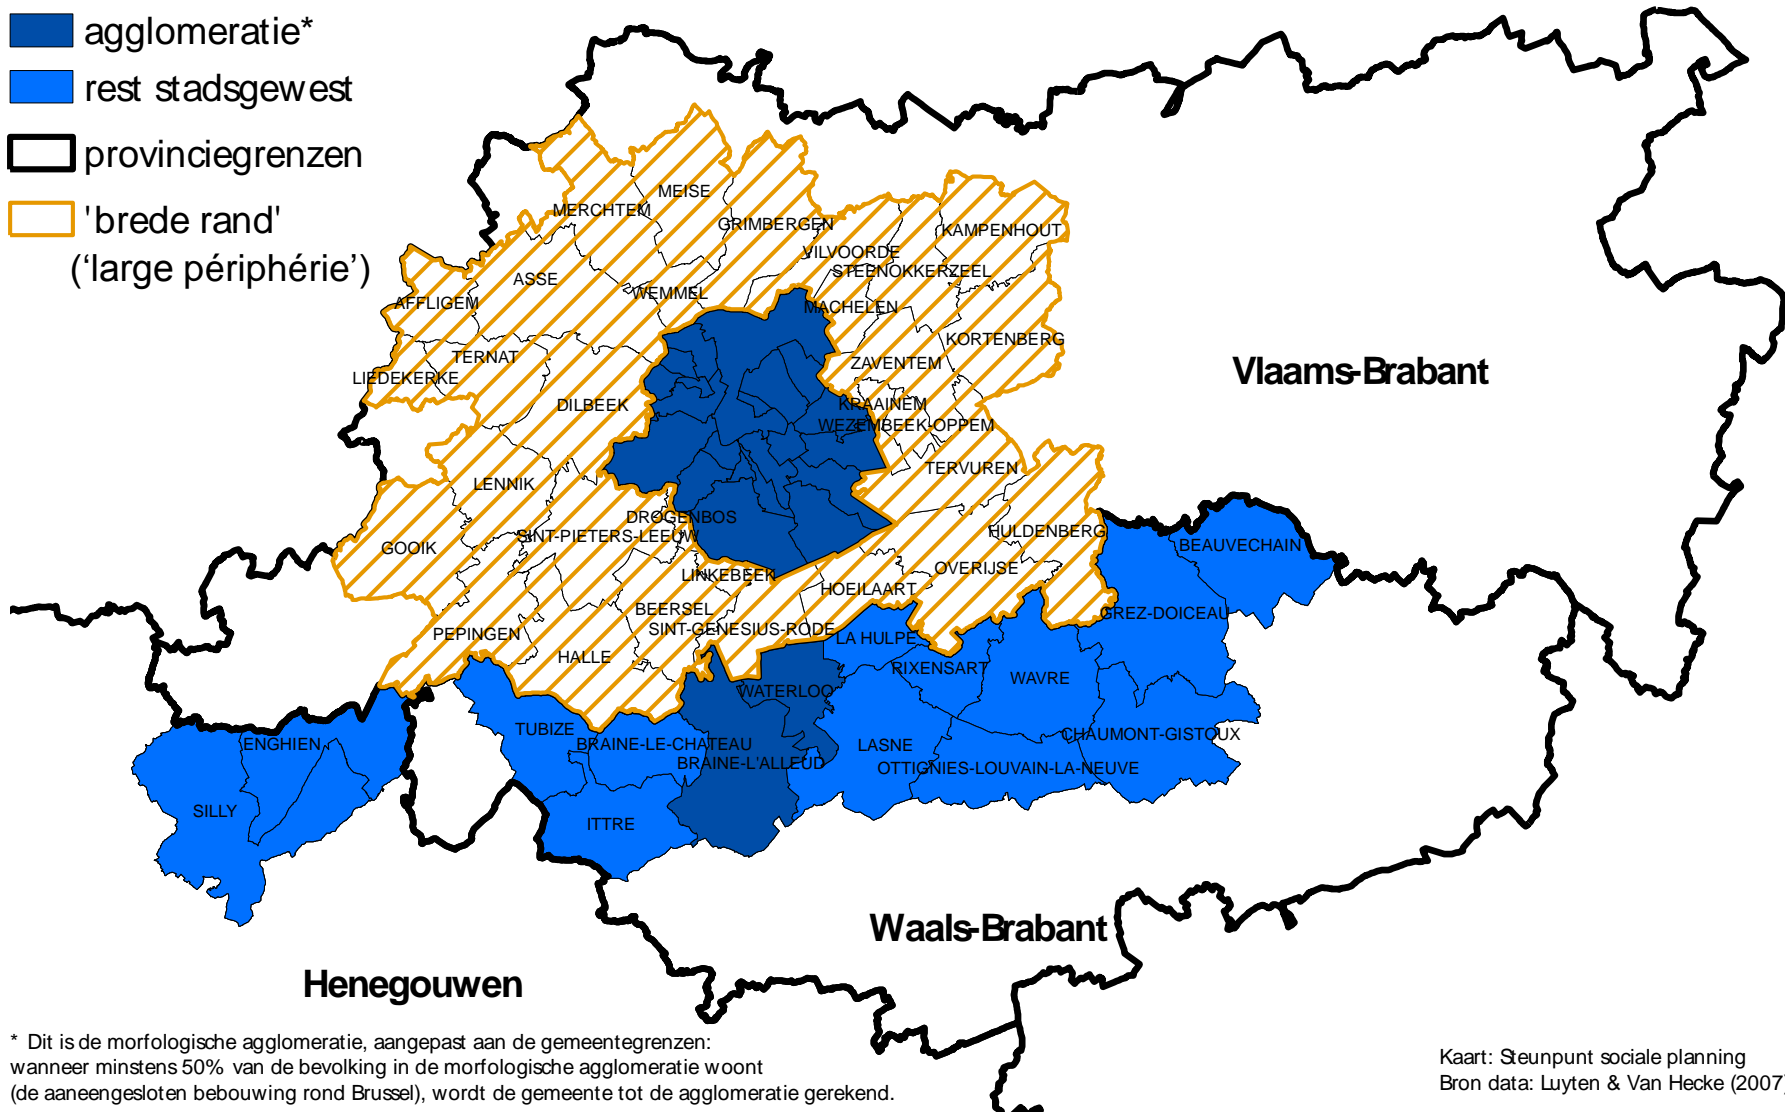 agglomeratie*
rest stadsgewest
provinciegrenzen
'brede rand'
(‘large périphérie’)
MEISE
MERCHTEM
GRIMBERGEN
KAMPENHOUT
VILVOORDE
STEENOKKERZEEL
ASSE
WEMMEL
AFFLIGEM
MACHELEN
KORTENBERG
TERNAT
ZAVENTEM
LIEDEKERKE
Vlaams-Brabant
DILBEEK
KRAAINEM
WEZEMBEEK-OPPEM
TERVUREN
LENNIK
DROGENBOS
SINT-PIETERS-LEEUW
HULDENBERG
GOOIK
BEAUVECHAIN
OVERIJSE
LINKEBEEK
HOEILAART
BEERSEL
GREZ-DOICEAU
SINT-GENESIUS-RODE
PEPINGEN
LA HULPE
HALLE
RIXENSART
WAVRE
WATERLOO
TUBIZE
CHAUMONT-GISTOUX
ENGHIEN
BRAINE-LE-CHATEAU
LASNE
BRAINE-L'ALLEUD
OTTIGNIES-LOUVAIN-LA-NEUVE
SILLY
ITTRE
Waals-Brabant
Henegouwen
* Dit is de morfologische agglomeratie, aangepast aan de gemeentegrenzen:
wanneer minstens 50% van de bevolking in de morfologische agglomeratie woont
(de aaneengesloten bebouwing rond Brussel), wordt de gemeente tot de agglomeratie gerekend.
Kaart: Steunpunt sociale planning
Bron data: Luyten & Van Hecke (2007)